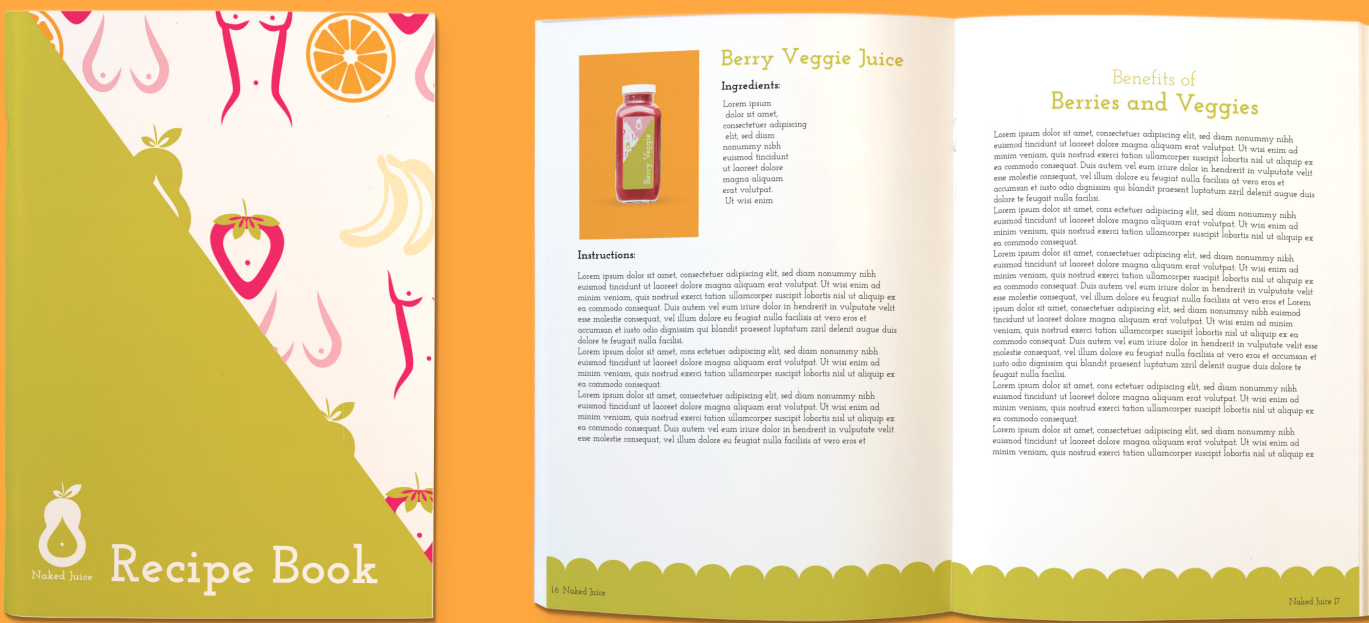 Naked Juice
Recipe Book
Berry Veggie Juice
Ingredients:
Lorem ipsum
dolor sit amet,
consectetuer adipiscing
elit, sed diam
nonummy nibh
euismod tincidunt
ut laoreet dolore
magna aliquam
erat volutpat.
Ut wisi enim
Berry Veggie
Instructions:
Lorem ipsum dolor sit amet, consectetuer adipiscing elit, sed diam nonummy nibh
euismod tincidunt ut laoreet dolore magna aliquam erat volutpat. Ut wisi enim ad
minim veniam, quis nostrud exerci tation ullamcorper suscipit lobortis nisl ut aliquip ex
ea commodo consequat. Duis autem vel eum iriure dolor in hendrerit in vulputate velit
esse molestie consequat, vel illum dolore eu feugiat nulla facilisis at vero eros et
accumsan et iusto odio dignissim qui blandit praesent luptatum zzril delenit augue duis
dolore te feugait nulla facilisi.
Lorem ipsum dolor sit amet, cons ectetuer adipiscing elit, sed diam nonummy nibh
euismod tincidunt ut laoreet dolore magna aliquam erat volutpat. Ut wisi enim ad
minim veniam, quis nostrud exerci tation ullamcorper suscipit lobortis nisl ut aliquip ex
ea commodo consequat.
Lorem ipsum dolor sit amet, consectetuer adipiscing elit, sed diam nonummy nibh
euismod tincidunt ut laoreet dolore magna aliquam erat volutpat. Ut wisi enim ad
minim veniam, quis nostrud exerci tation ullamcorper suscipit lobortis nisl ut aliquip ex
ea commodo consequat. Duis autem vel eum iriure dolor in hendrerit in vulputate velit
esse molestie consequat, vel illum dolore eu feugiat nulla facilisis at vero eros et
16 Naked Juice
Benefits of
Berries and Veggies
Lorem ipsum dolor sit amet, consectetuer adipiscing elit, sed diam nonummy nibh
euismod tincidunt ut laoreet dolore magna aliquam erat volutpat. Ut wisi enim ad
minim veniam, quis nostrud exerci tation ullamcorper suscipit lobortis nisl ut aliquip ex
ea commodo consequat. Duis autem vel eum iriure dolor in hendrerit in vulputate velit
esse molestie consequat, vel illum dolore eu feugiat nulla facilisis at vero eros et
accumsan et iusto odio dignissim qui blandit praesent luptatum zzril delenit augue duis
dolore te feugait nulla facilisi.
Lorem ipsum dolor sit amet, cons ectetuer adipiscing elit, sed diam nonummy nibh
euismod tincidunt ut laoreet dolore magna aliquam erat volutpat. Ut wisi enim ad
minim veniam, quis nostrud exerci tation ullamcorper suscipit lobortis nisl ut aliquip ex
ea commodo consequat.
Lorem ipsum dolor sit amet, consectetuer adipiscing elit, sed diam nonummy nibh
euismod tincidunt ut laoreet dolore magna aliquam erat volutpat. Ut wisi enim ad
minim veniam, quis nostrud exerci tation ullamcorper suscipit lobortis nisl ut aliquip ex
ea commodo consequat. Duis autem vel eum iriure dolor in hendrerit in vulputate velit
esse molestie consequat, vel illum dolore eu feugiat nulla facilisis at vero eros et Lorem
ipsum dolor sit amet, consectetuer adipiscing elit, sed diam nonummy nibh euismod
tincidunt ut laoreet dolore magna aliquam erat volutpat. Ut wisi enim ad minim
veniam, quis nostrud exerci tation ullamcorper suscipit lobortis nisl ut aliquip ex ea
commodo consequat. Duis autem vel eum iriure dolor in hendrerit in vulputate velit esse
molestie consequat, vel illum dolore eu feugiat nulla facilisis at vero eros et accumsan et
iusto odio dignissim qui blandit praesent luptatum zzril delenit augue duis dolore te
feugait nulla facilisi.
Lorem ipsum dolor sit amet, cons ectetuer adipiscing elit, sed diam nonummy nibh
euismod tincidunt ut laoreet dolore magna aliquam erat volutpat. Ut wisi enim ad
minim veniam, quis nostrud exerci tation ullamcorper suscipit lobortis nisl ut aliquip ex
ea commodo consequat.
Lorem ipsum dolor sit amet, consectetuer adipiscing elit, sed diam nonummy nibh
euismod tincidunt ut laoreet dolore magna aliquam erat volutpat. Ut wisi enim ad
minim veniam, quis nostrud exerci tation ullamcorper suscipit lobortis nisl ut aliquip ex
Naked Juice 17